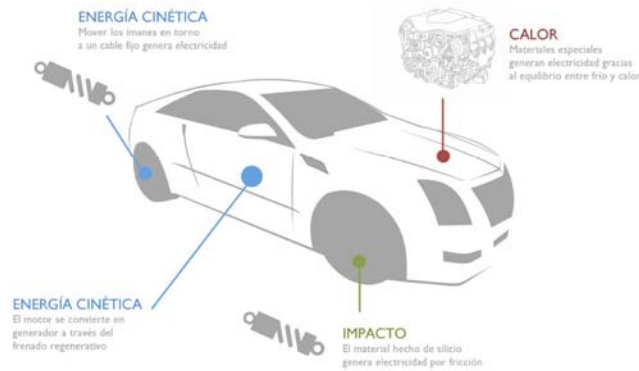 ENERGÍA CINÉTICA
Mover los imanes en torno
a un cable fijo genera electricidad
CALOR
Materiales especiales
generan electricidad gracias
al equilibrio entre frío y calor
ENERGÍA CINÉTICA
El motor se convierte en
generador a través del
frenado regenerativo
IMPACTO
El material hecho de silicio
genera electricidad por fricción